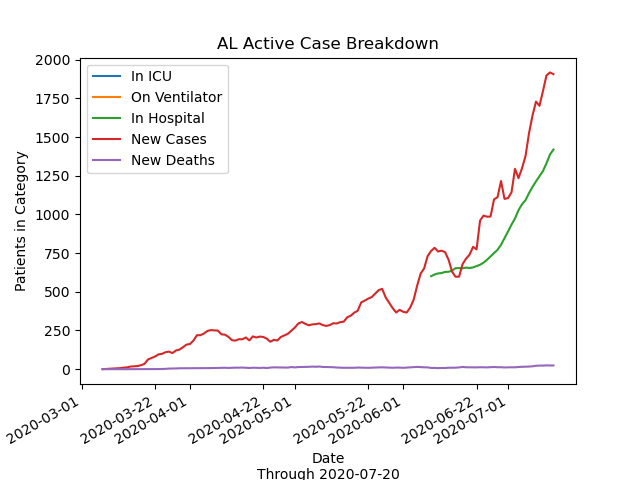 AL Active Case Breakdown
In ICU
On Ventilator
In Hospital
New Cases
New Deaths
Patients in Category
2000
1750
1500
1250
1000
750
500
250
0
2020-03-01
2020-03-22
2020-04-01
2020-04-22
2020-05-01
2020-05-22
2020-06-01
2020-06-22
2020-07-01
Date
Through 2020-07-20